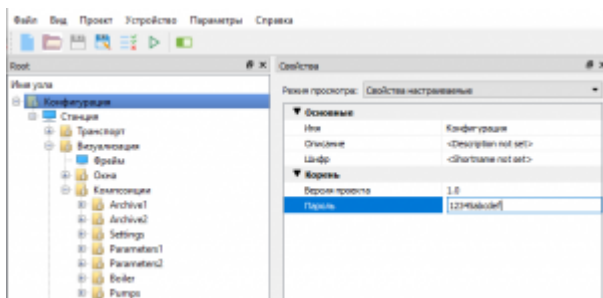 Файл Вид Проект Устройство Параметры Справка
Root
Свойства
Имя узла
Режим просмотра: Свойства настраиваемые
Конфигурация
Станция
Транспорт
Визуализация
Фреймы
Окна
Композиции
Archive1
Archive2
Settings
Parameters1
Parameters2
Boiler
Pumps
Основные
Имя Конфигурация
Описание <Description not set>
Шифр <Shortname not set>
Корень
Версия проекта 1.0
Пароль 12345abcdef